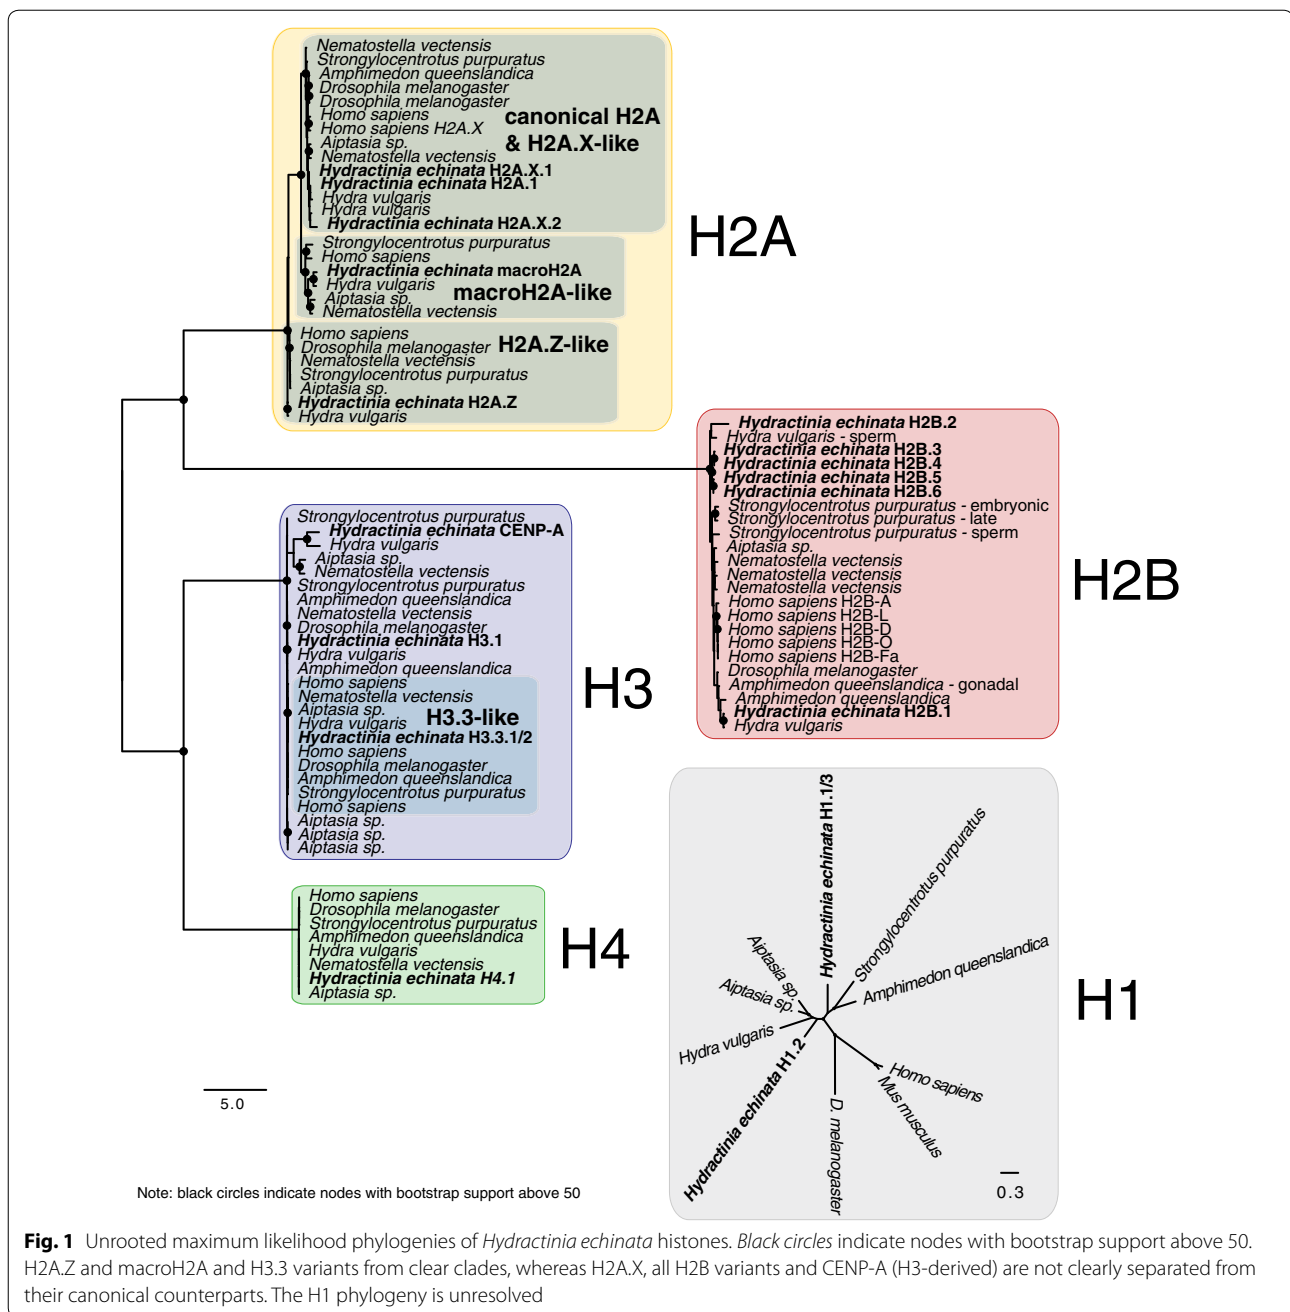 Nematostella vectensis
Strongylocentrotus purpuratus
Amphimedon queenslandica
Drosophila melanogaster
Drosophila melanogaster
Homo sapiens
Homo sapiens H2A.X
Aiptasia sp.
Nematostella vectensis
Hydractinia echinata H2A.X.1
Hydractinia echinata H2A.1
Hydra vulgaris
Hydra vulgaris
Hydractinia echinata H2A.X.2
canonical H2A
& H2A.X-like
Strongylocentrotus purpuratus
Homo sapiens
Hydractinia echinata macroH2A
Hydra vulgaris
Aiptasia sp.
Nematostella vectensis
macroH2A-like
Homo sapiens
Drosophila melanogaster
Nematostella vectensis
Strongylocentrotus purpuratus
Aiptasia sp.
Hydractinia echinata H2A.Z
Hydra vulgaris
H2A.Z-like
H2A
Hydractinia echinata H2B.2
Hydra vulgaris - sperm
Hydractinia echinata H2B.3
Hydractinia echinata H2B.4
Hydractinia echinata H2B.5
Hydractinia echinata H2B.6
Strongylocentrotus purpuratus - embryonic
Strongylocentrotus purpuratus - late
Strongylocentrotus purpuratus - sperm
Aiptasia sp.
Nematostella vectensis
Nematostella vectensis
Nematostella vectensis
Homo sapiens H2B-A
Homo sapiens H2B-L
Homo sapiens H2B-D
Homo sapiens H2B-O
Homo sapiens H2B-Fa
Drosophila melanogaster
Amphimedon queenslandica - gonadal
Amphimedon queenslandica
Hydractinia echinata H2B.1
Hydra vulgaris
H2B
Strongylocentrotus purpuratus
Hydractinia echinata CENP-A
Hydra vulgaris
Aiptasia sp.
Nematostella vectensis
Strongylocentrotus purpuratus
Amphimedon queenslandica
Nematostella vectensis
Drosophila melanogaster
Hydractinia echinata H3.1
Hydra vulgaris
Amphimedon queenslandica
Homo sapiens
Nematostella vectensis
Aiptasia sp.
Hydra vulgaris
Hydractinia echinata H3.3.1/2
Homo sapiens
Drosophila melanogaster
Amphimedon queenslandica
Strongylocentrotus purpuratus
Homo sapiens
H3.3-like
Aiptasia sp.
Aiptasia sp.
Aiptasia sp.
H3
Homo sapiens
Drosophila melanogaster
Strongylocentrotus purpuratus
Amphimedon queenslandica
Hydra vulgaris
Nematostella vectensis
Hydractinia echinata H4.1
Aiptasia sp.
H4
Hydractinia echinata H1.1/3
Strongylocentrotus purpuratus
Amphimedon queenslandica
Homo sapiens
Mus musculus
D. melanogaster
Hydractinia echinata H1.2
Hydra vulgaris
Aiptasia sp.
Aiptasia sp.
H1
0.3
5.0
Note: black circles indicate nodes with bootstrap support above 50
Fig. 1 Unrooted maximum likelihood phylogenies of Hydractinia echinata histones. Black circles indicate nodes with bootstrap support above 50.
H2A.Z and macroH2A and H3.3 variants from clear clades, whereas H2A.X, all H2B variants and CENP-A (H3-derived) are not clearly separated from
their canonical counterparts. The H1 phylogeny is unresolved